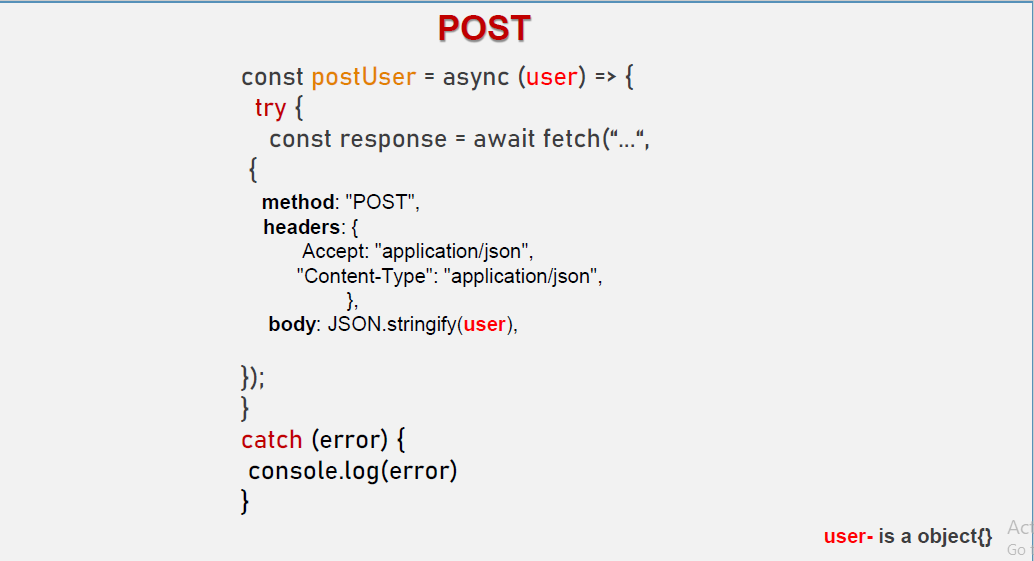 POST
const postUser = async (user) => {
try {
const response = await fetch(“...“,
{
method: "POST",
headers: {
Accept: "application/json",
"Content-Type": "application/json",
},
body: JSON.stringify(user),
});
}
catch (error) {
console.log(error)
}
user- is a object{}
Act
Go